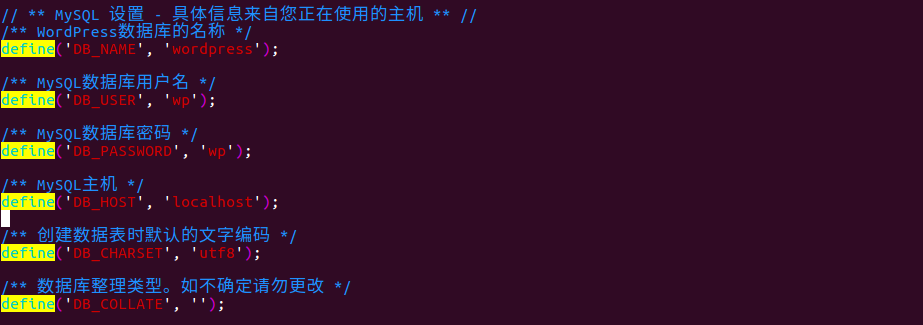 // ** MySQL 设置 - 具体信息来自您正在使用的主机 ** //
/** WordPress数据库的名称 */
define('DB_NAME', 'wordpress');
/** MySQL数据库用户名 */
define('DB_USER', 'wp');
/** MySQL数据库密码 */
define('DB_PASSWORD', 'wp');
/** MySQL主机 */
define('DB_HOST', 'localhost');
/** 创建数据表时默认的文字编码 */
define('DB_CHARSET', 'utf8');
/** 数据库整理类型。如不确定请勿更改 */
define('DB_COLLATE', '');